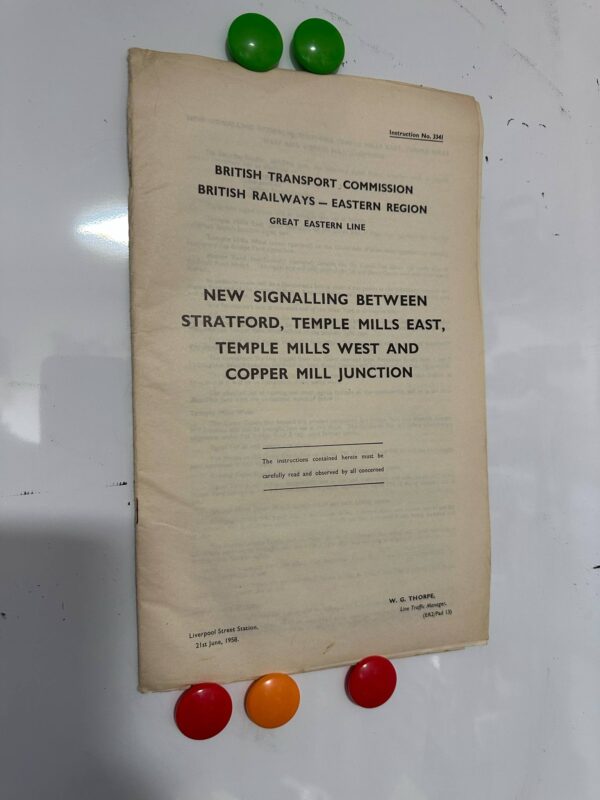 Instruction No. 3341
BRITISH TRANSPORT COMMISSION
BRITISH RAILWAYS — EASTERN REGION
GREAT EASTERN LINE
NEW SIGNALLING BETWEEN
STRATFORD, TEMPLE MILLS EAST,
TEMPLE MILLS WEST AND
COPPER MILL JUNCTION
The instructions contained herein must be
carefully read and observed by all concerned
W. G. THORPE,
Line Traffic Manager,
Liverpool Street Station,
21st June, 1958.